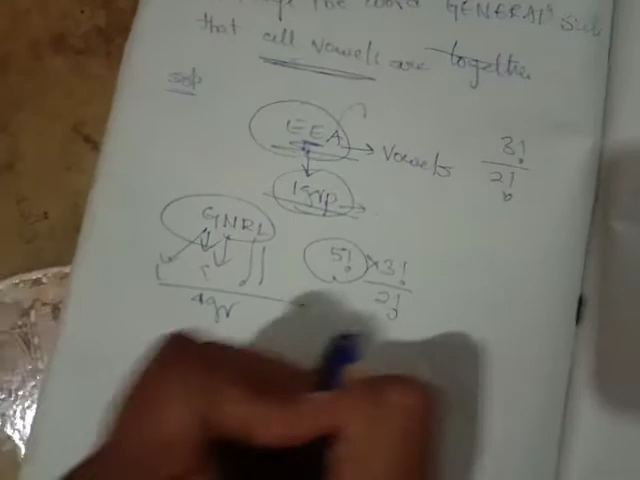 the word "GENERAL" such
that all vowels are together
sol
EEA → Vowels 3!/2!
1grp
GNRL
5! × 3!/2!
4gr